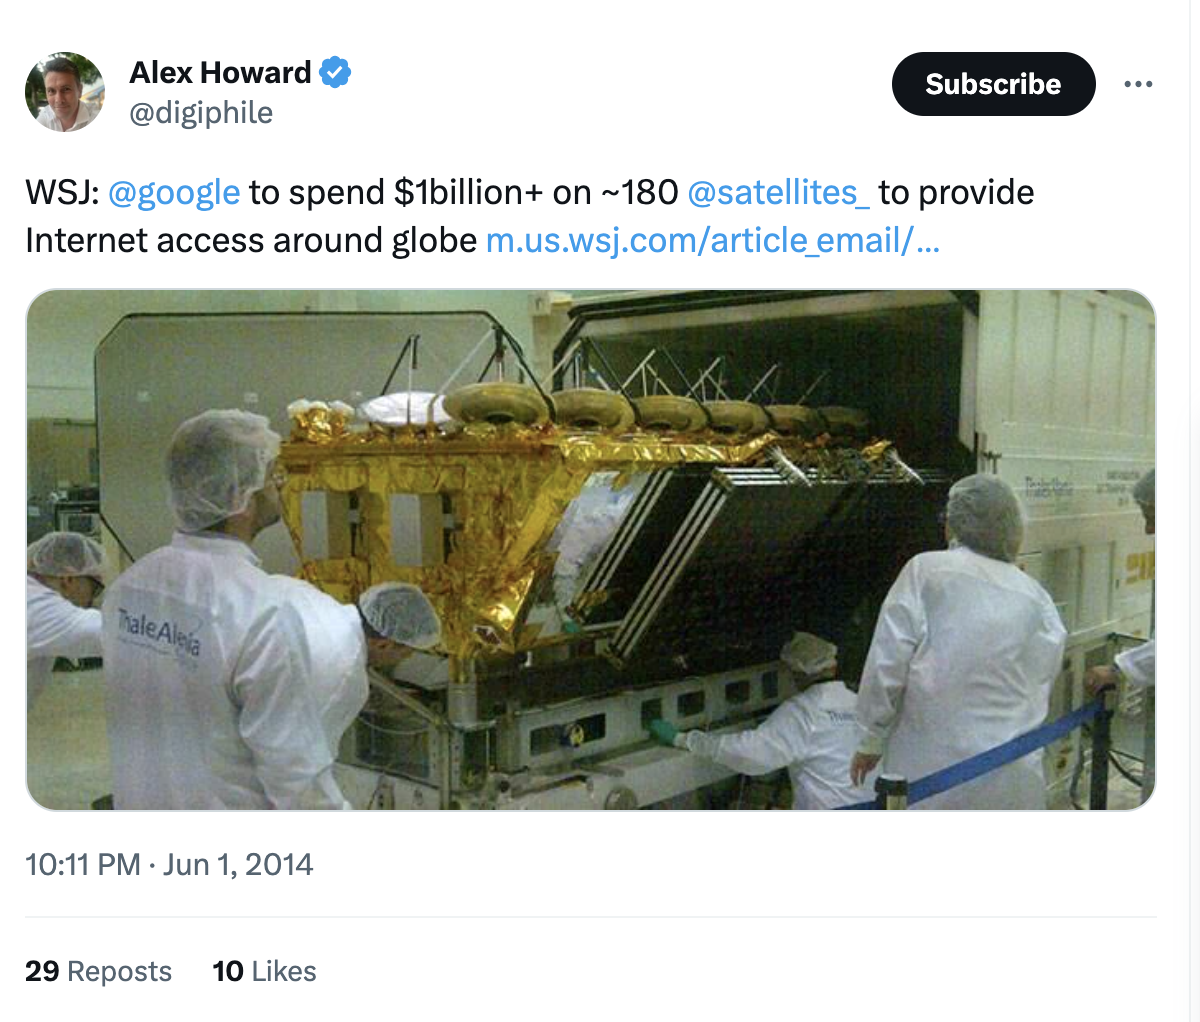 Alex Howard
@digiphile
Subscribe
WSJ: @google to spend $1billion+ on ~180 @satellites_ to provide
Internet access around globe m.us.wsj.com/article_email/...
ThaleAlenia
ThalesAlenia
10:11 PM · Jun 1, 2014
29 Reposts 10 Likes